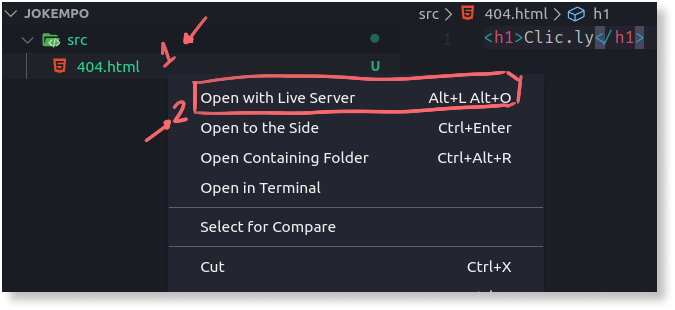 JOKEMPO
src
404.html
U
src > 404.html > h1
1 <h1>Clic.ly</h1>
1
2
Open with Live Server Alt+L Alt+O
Open to the Side Ctrl+Enter
Open Containing Folder Ctrl+Alt+R
Open in Terminal
Select for Compare
Cut Ctrl+X